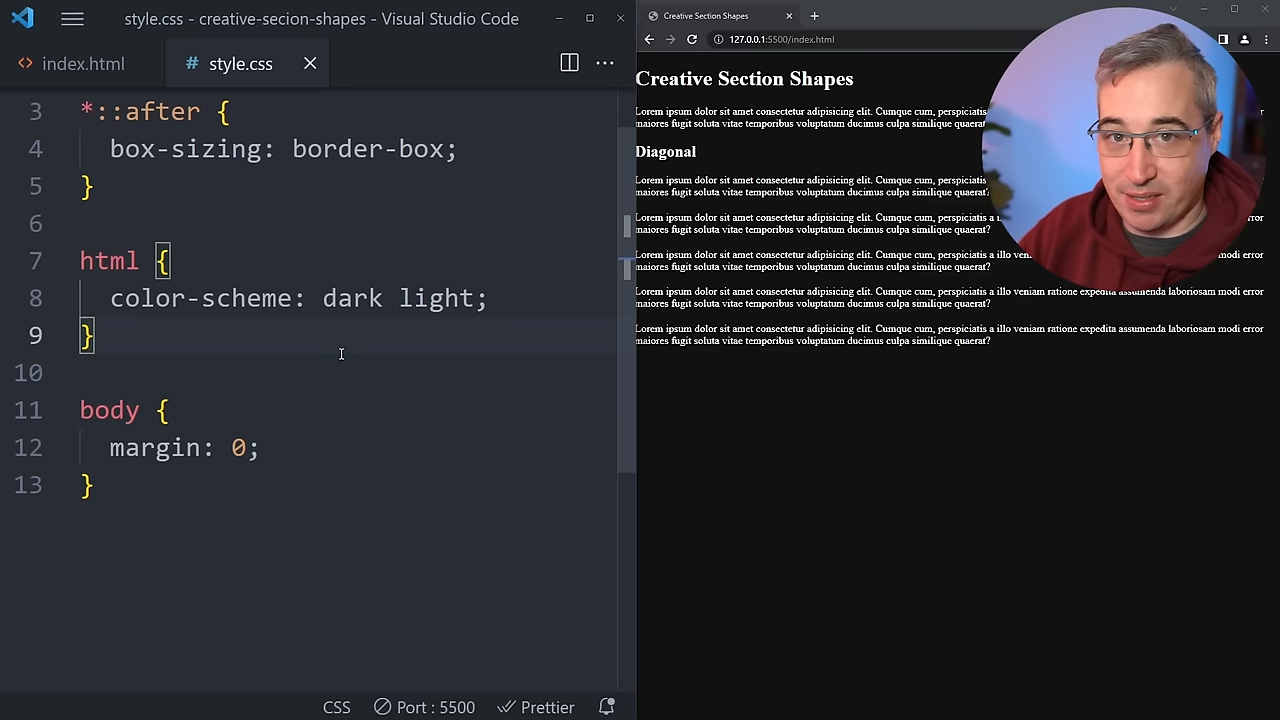 style.css - creative-secion-shapes - Visual Studio Code
index.html
# style.css
3 *::after {
4 box-sizing: border-box;
5 }
6
7 html {
8 color-scheme: dark light;
9 }
10
11 body {
12 margin: 0;
13 }
CSS Port : 5500 Prettier
Creative Section Shapes
127.0.0.1:5500/index.html
Creative Section Shapes
Lorem ipsum dolor sit amet consectetur adipisicing elit. Cumque cum, perspiciatis
maiores fugit soluta vitae temporibus voluptatum ducimus culpa similique quaerat?
Diagonal
Lorem ipsum dolor sit amet consectetur adipisicing elit. Cumque cum, perspiciatis
maiores fugit soluta vitae temporibus voluptatum ducimus culpa similique quaerat?
Lorem ipsum dolor sit amet consectetur adipisicing elit. Cumque cum, perspiciatis a error
maiores fugit soluta vitae temporibus voluptatum ducimus culpa similique quaerat?
Lorem ipsum dolor sit amet consectetur adipisicing elit. Cumque cum, perspiciatis a illo error
maiores fugit soluta vitae temporibus voluptatum ducimus culpa similique quaerat?
Lorem ipsum dolor sit amet consectetur adipisicing elit. Cumque cum, perspiciatis a illo veniam ratione expedita assumenda laboriosam modi error
maiores fugit soluta vitae temporibus voluptatum ducimus culpa similique quaerat?
Lorem ipsum dolor sit amet consectetur adipisicing elit. Cumque cum, perspiciatis a illo veniam ratione expedita assumenda laboriosam modi error
maiores fugit soluta vitae temporibus voluptatum ducimus culpa similique quaerat?